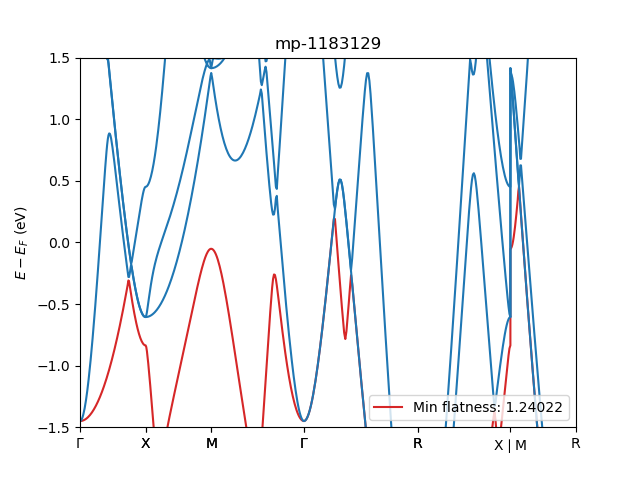 mp-1183129
E − E_F (eV)
1.5
1.0
0.5
0.0
−0.5
−1.0
−1.5
Min flatness: 1.24022
Γ X M Γ R X | M R